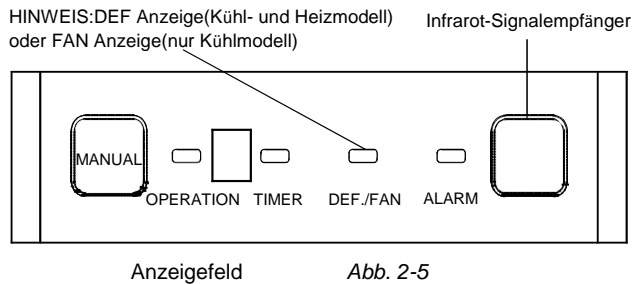 HINWEIS:DEF Anzeige(Kühl- und Heizmodell)
oder FAN Anzeige(nur Kühlmodell)
Infrarot-Signalempfänger
MANUAL
OPERATION TIMER DEF./FAN ALARM
Anzeigefeld Abb. 2-5